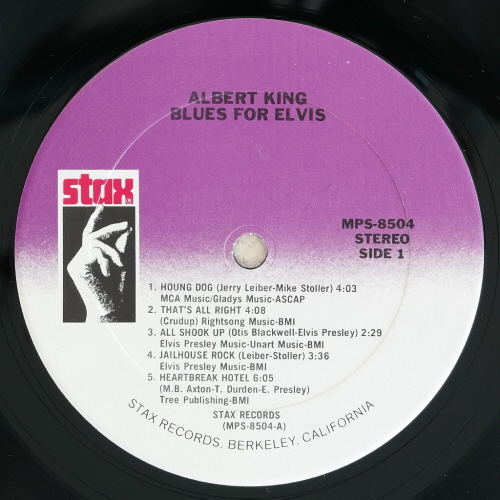 ALBERT KING
BLUES FOR ELVIS
stax®
MPS-8504
STEREO
SIDE 1
1. HOUNG DOG (Jerry Leiber-Mike Stoller) 4:03
MCA Music/Gladys Music-ASCAP
2. THAT'S ALL RIGHT 4:08
(Crudup) Rightsong Music-BMI
3. ALL SHOOK UP (Otis Blackwell-Elvis Presley) 2:29
Elvis Presley Music-Unart Music-BMI
4. JAILHOUSE ROCK (Leiber-Stoller) 3:36
Elvis Presley Music-BMI
5. HEARTBREAK HOTEL 6:05
(M.B. Axton-T. Durden-E. Presley)
Tree Publishing-BMI
STAX RECORDS
(MPS-8504-A)
STAX RECORDS, BERKELEY, CALIFORNIA